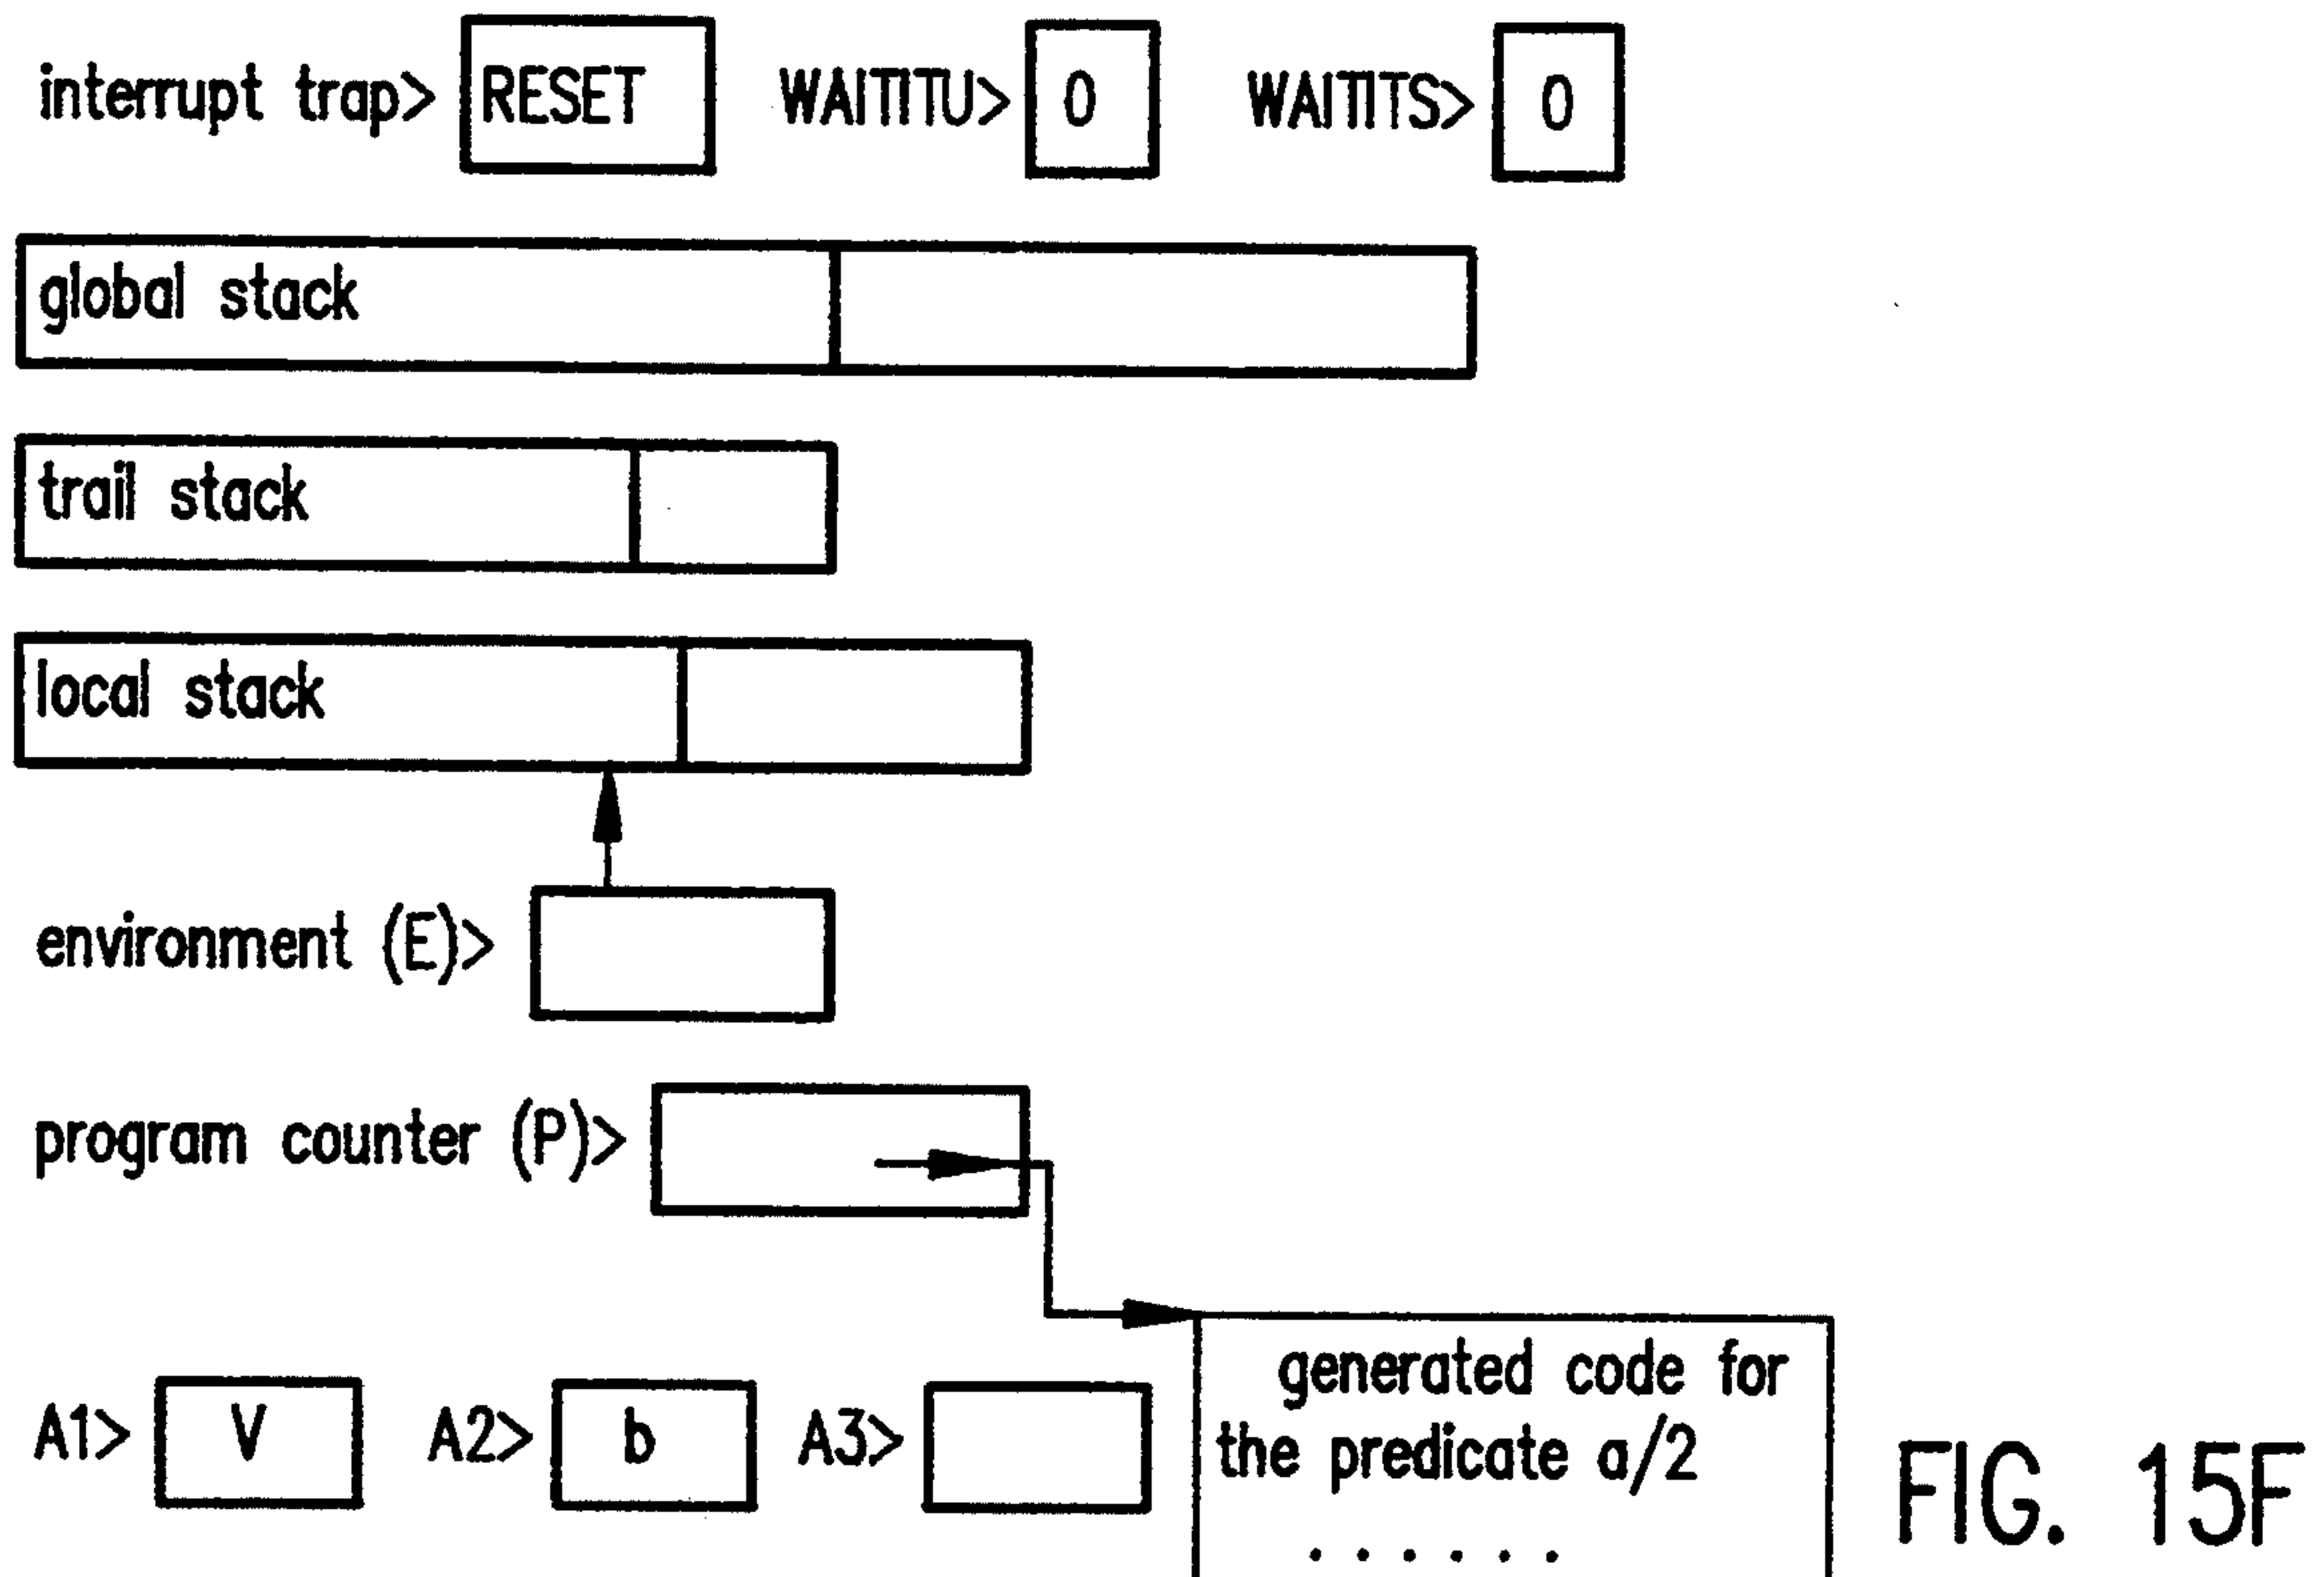 interrupt trap> RESET WAITITU> 0 WAITITS> 0
global stack
trail stack
local stack
environment (E)>
program counter (P)>
A1> V A2> b A3>
generated code for
the predicate a/2
......
FIG. 15F